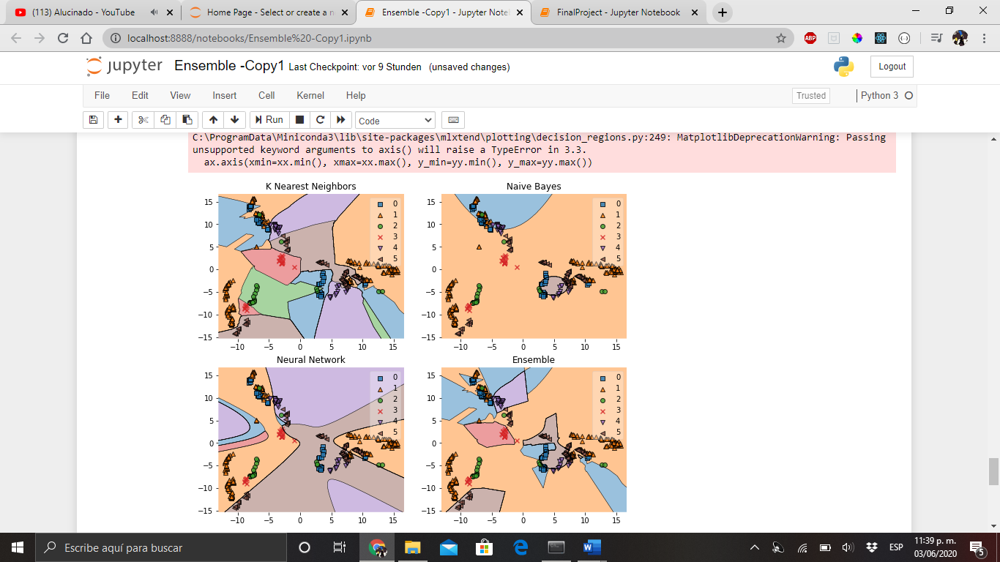 (113) Alucinado - YouTube
Home Page - Select or create a n
Ensemble -Copy1 - Jupyter Note
FinalProject - Jupyter Notebook
localhost:8888/notebooks/Ensemble%20-Copy1.ipynb
ABP
jupyter Ensemble -Copy1 Last Checkpoint: vor 9 Stunden (unsaved changes)
Logout
File Edit View Insert Cell Kernel Help
Trusted
Python 3
Run
Code
C:\ProgramData\Miniconda3\lib\site-packages\mlxtend\plotting\decision_regions.py:249: MatplotlibDeprecationWarning: Passing
unsupported keyword arguments to axis() will raise a TypeError in 3.3.
ax.axis(xmin=xx.min(), xmax=xx.max(), y_min=yy.min(), y_max=yy.max())
K Nearest Neighbors
15
10
5
0
−5
−10
−15
−10 −5 0 5 10 15
0
1
2
3
4
5
Naive Bayes
15
10
5
0
−5
−10
−15
−10 −5 0 5 10 15
0
1
2
3
4
5
Neural Network
15
10
5
0
−5
−10
−15
−10 −5 0 5 10 15
0
1
2
3
4
5
Ensemble
15
10
5
0
−5
−10
−15
−10 −5 0 5 10 15
0
1
2
3
4
5
Escribe aquí para buscar
ESP
11:39 p. m.
03/06/2020
5